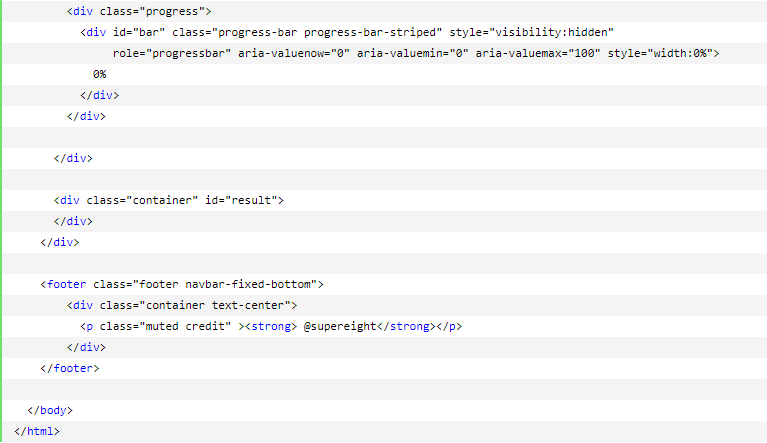 <div class="progress">
<div id="bar" class="progress-bar progress-bar-striped" style="visibility:hidden"
role="progressbar" aria-valuenow="0" aria-valuemin="0" aria-valuemax="100" style="width:0%">
0%
</div>
</div>
</div>
<div class="container" id="result">
</div>
</div>
<footer class="footer navbar-fixed-bottom">
<div class="container text-center">
<p class="muted credit" ><strong> @supereight</strong></p>
</div>
</footer>
</body>
</html>